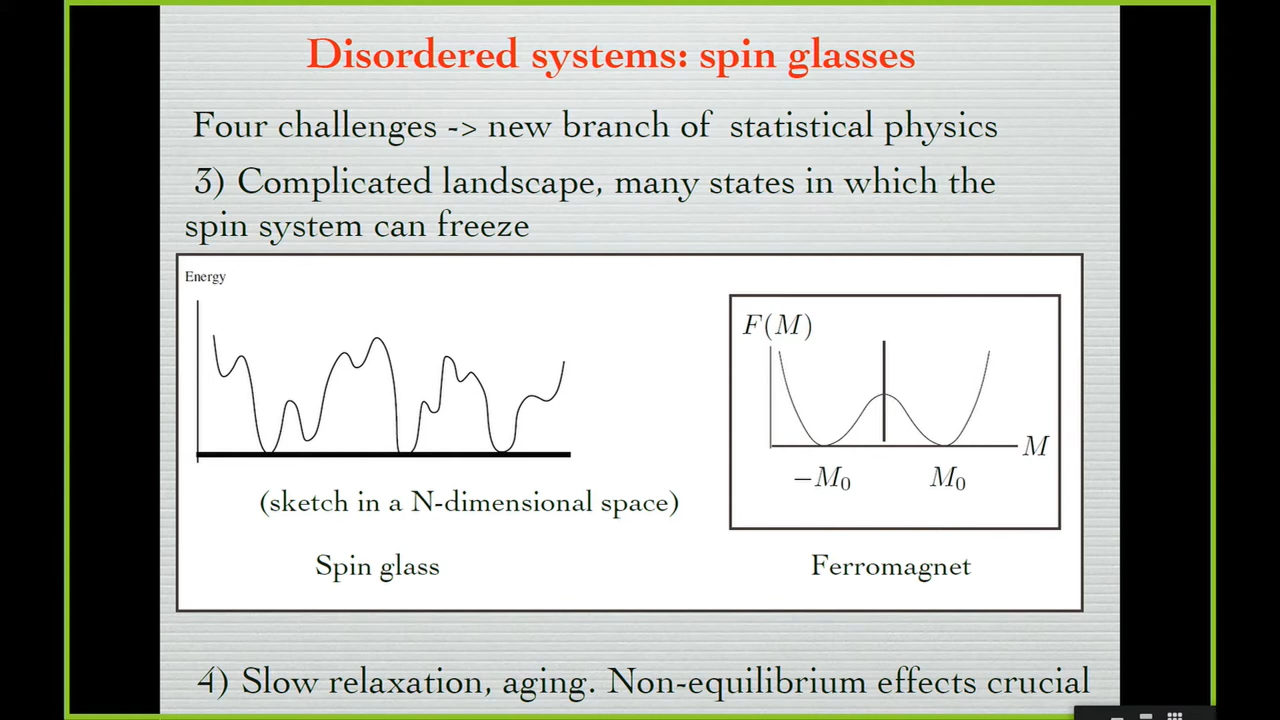 Disordered systems: spin glasses
Four challenges -> new branch of statistical physics
3) Complicated landscape, many states in which the
spin system can freeze
Energy
(sketch in a N-dimensional space)
Spin glass
F(M)
M
−M₀
M₀
Ferromagnet
4) Slow relaxation, aging. Non-equilibrium effects crucial